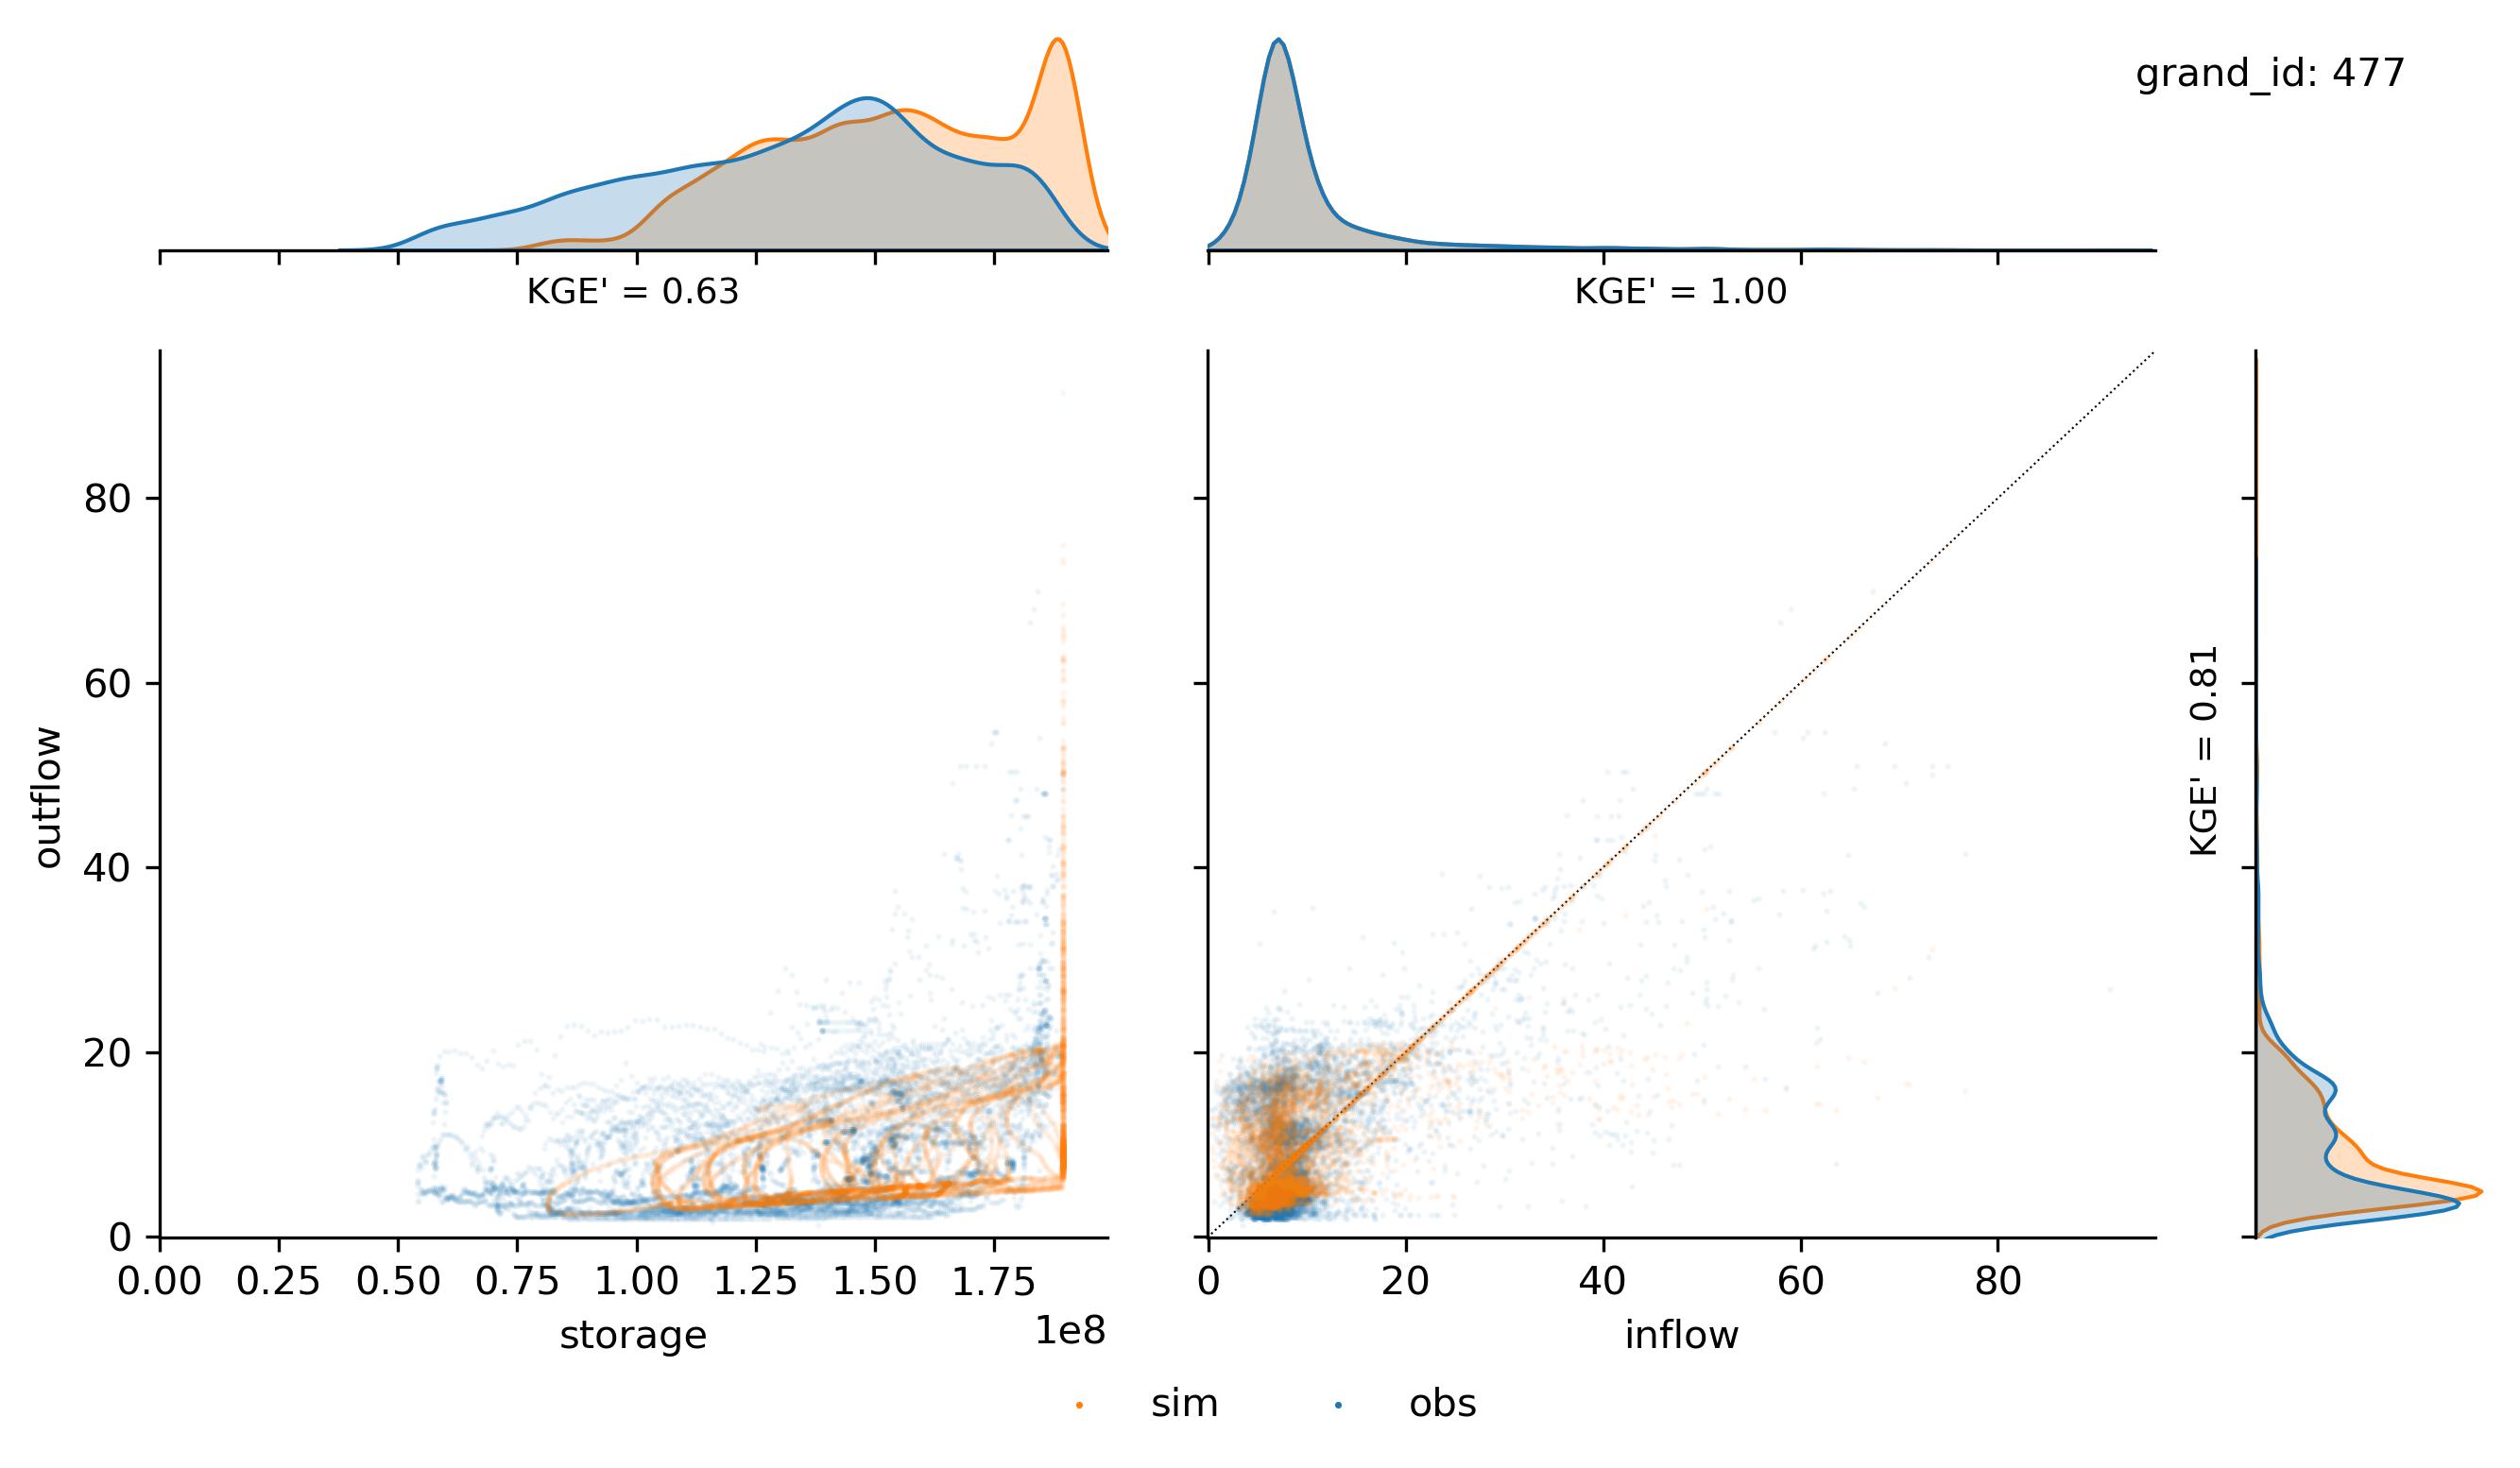 grand_id: 477
KGE' = 0.63
KGE' = 1.00
outflow
80
60
40
20
0
KGE' = 0.81
0.00 0.25 0.50 0.75 1.00 1.25 1.50 1.75
1e8
storage
0 20 40 60 80
inflow
sim
obs